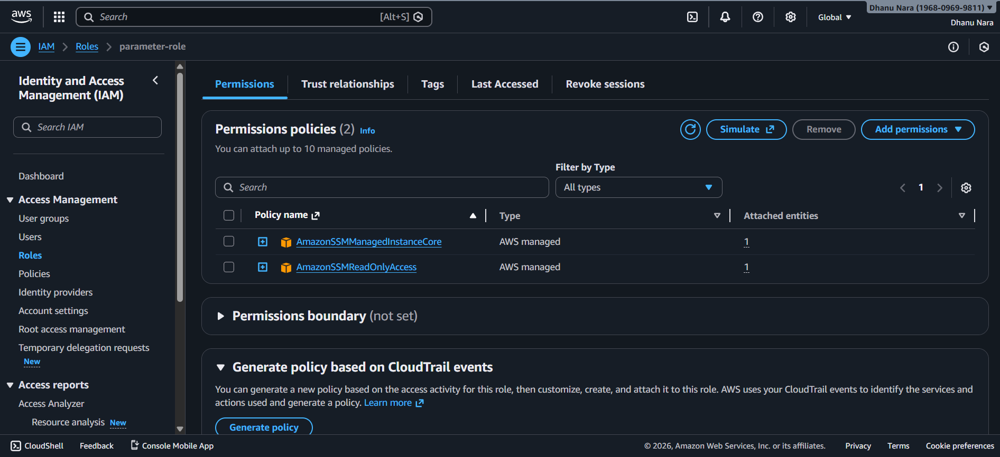 aws
Search [Alt+S]
Global
Dhanu Nara (1968-0969-9811)
Dhanu Nara
IAM
Roles
parameter-role
Identity and Access
Management (IAM)
Search IAM
Dashboard
Access Management
User groups
Users
Roles
Policies
Identity providers
Account settings
Root access management
Temporary delegation requests
New
Access reports
Access Analyzer
Resource analysis New
Permissions
Trust relationships
Tags
Last Accessed
Revoke sessions
Permissions policies (2) Info
You can attach up to 10 managed policies.
Simulate
Remove
Add permissions
Filter by Type
Search
All types
1
Policy name Type Attached entities
AmazonSSMManagedInstanceCore AWS managed 1
AmazonSSMReadOnlyAccess AWS managed 1
Permissions boundary (not set)
Generate policy based on CloudTrail events
You can generate a new policy based on the access activity for this role, then customize, create, and attach it to this role. AWS uses your CloudTrail events to identify the services and
actions used and generate a policy. Learn more
Generate policy
CloudShell
Feedback
Console Mobile App
© 2026, Amazon Web Services, Inc. or its affiliates.
Privacy
Terms
Cookie preferences